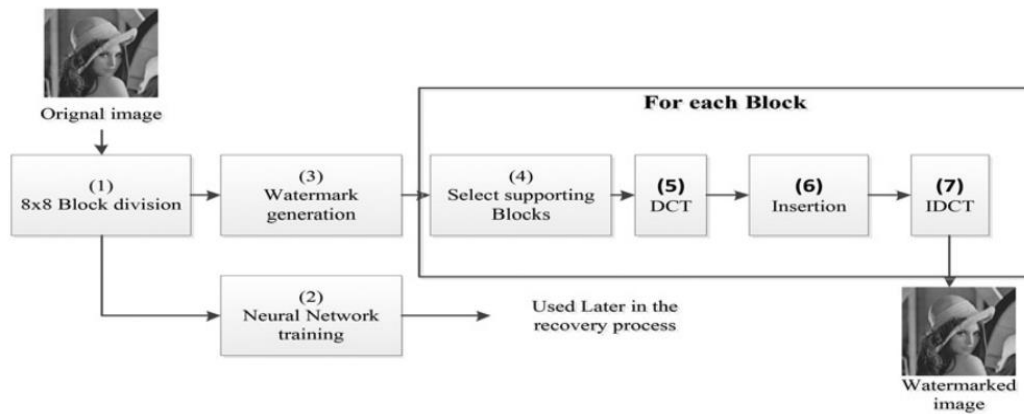 Orignal image
For each Block
(1)
8x8 Block division
(3)
Watermark
generation
(4)
Select supporting
Blocks
(5)
DCT
(6)
Insertion
(7)
IDCT
(2)
Neural Network
training
Used Later in the
recovery process
Watermarked
image